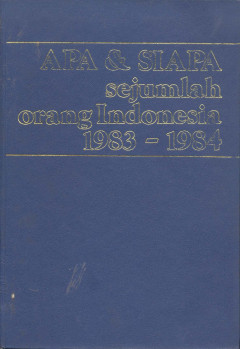 APA & SIAPA
sejumlah
orang Indonesia
1983 - 1984